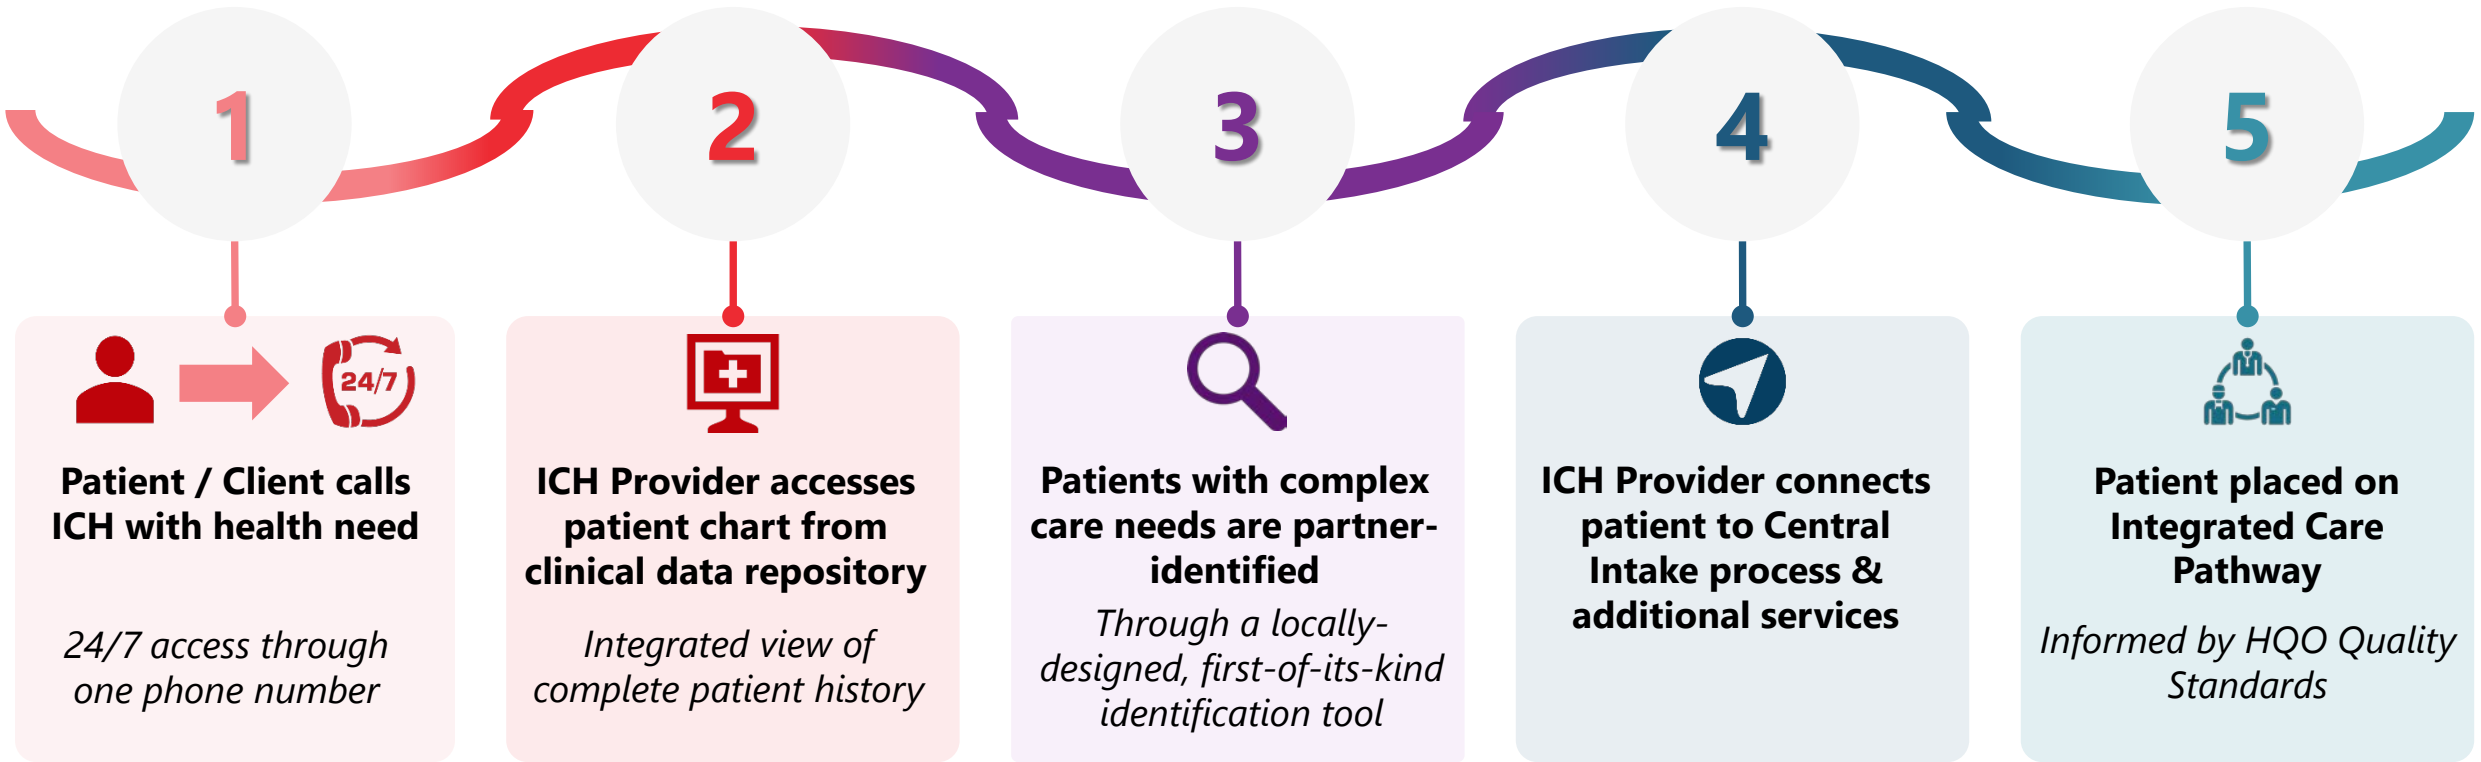 1
2
3
4
5
24/7
Patient / Client calls
ICH with health need
24/7 access through
one phone number
ICH Provider accesses
patient chart from
clinical data repository
Integrated view of
complete patient history
Patients with complex
care needs are partner-
identified
Through a locally-
designed, first-of-its-kind
identification tool
ICH Provider connects
patient to Central
Intake process &
additional services
Patient placed on
Integrated Care
Pathway
Informed by HQO Quality
Standards